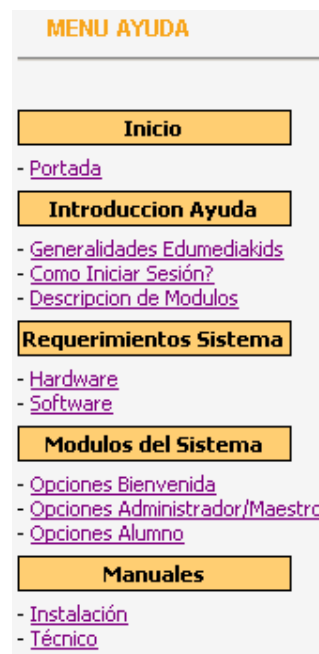 MENU AYUDA
Inicio
- Portada
Introduccion Ayuda
- Generalidades Edumediakids
- Como Iniciar Sesión?
- Descripcion de Modulos
Requerimientos Sistema
- Hardware
- Software
Modulos del Sistema
- Opciones Bienvenida
- Opciones Administrador/Maestro
- Opciones Alumno
Manuales
- Instalación
- Técnico